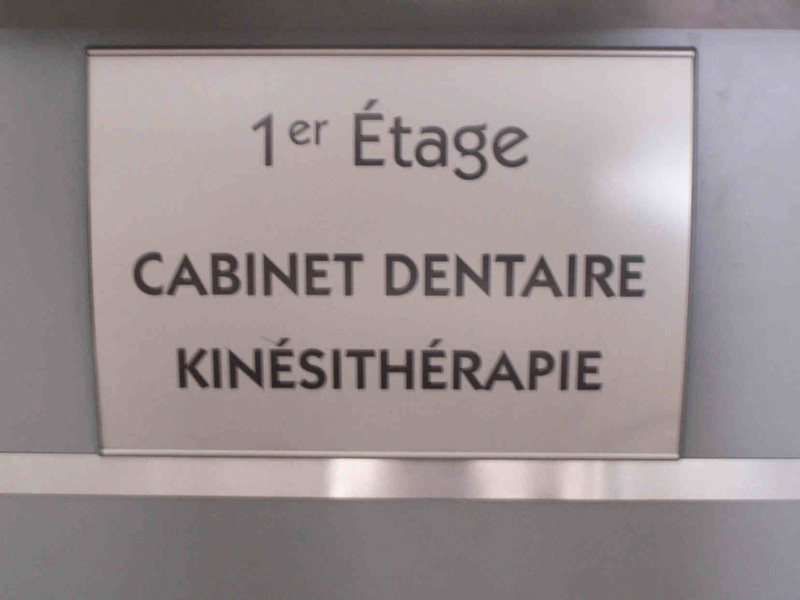 1er Étage
CABINET DENTAIRE
KINÉSITHÉRAPIE